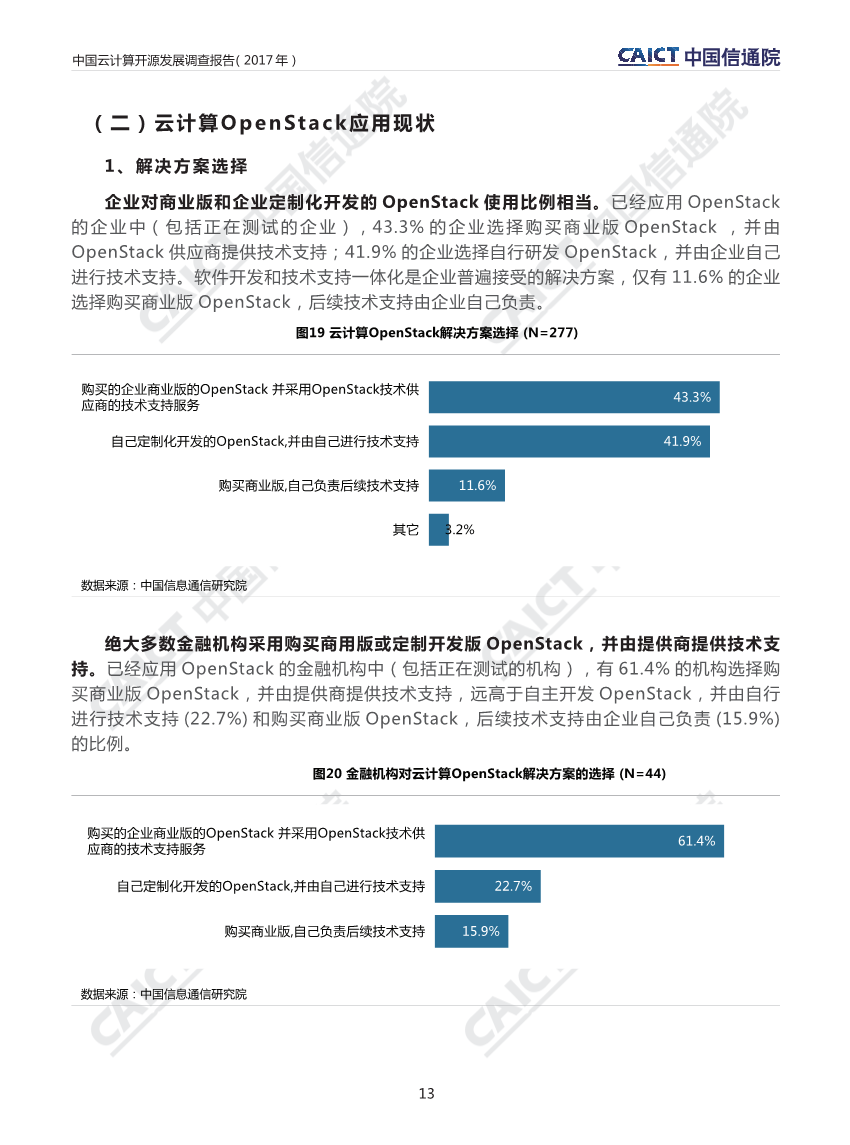 中国云计算开源发展调查报告( 2017 年 )
CAICT 中国信通院
（二）云计算OpenStack应用现状
1、解决方案选择
企业对商业版和企业定制化开发的 OpenStack 使用比例相当。已经应用 OpenStack
的企业中（包括正在测试的企业），43.3% 的企业选择购买商业版 OpenStack ，并由
OpenStack 供应商提供技术支持；41.9% 的企业选择自行研发 OpenStack，并由企业自己
进行技术支持。软件开发和技术支持一体化是企业普遍接受的解决方案，仅有 11.6% 的企业
选择购买商业版 OpenStack，后续技术支持由企业自己负责。
图19 云计算OpenStack解决方案选择 (N=277)
购买的企业商业版的OpenStack 并采用OpenStack技术供
应商的技术支持服务
43.3%
自己定制化开发的OpenStack,并由自己进行技术支持
41.9%
购买商业版,自己负责后续技术支持
11.6%
其它
3.2%
数据来源：中国信息通信研究院
绝大多数金融机构采用购买商用版或定制开发版 OpenStack，并由提供商提供技术支
持。已经应用 OpenStack 的金融机构中（包括正在测试的机构），有 61.4% 的机构选择购
买商业版 OpenStack，并由提供商提供技术支持，远高于自主开发 OpenStack，并由自行
进行技术支持 (22.7%) 和购买商业版 OpenStack，后续技术支持由企业自己负责 (15.9%)
的比例。
图20 金融机构对云计算OpenStack解决方案的选择 (N=44)
购买的企业商业版的OpenStack 并采用OpenStack技术供
应商的技术支持服务
61.4%
自己定制化开发的OpenStack,并由自己进行技术支持
22.7%
购买商业版,自己负责后续技术支持
15.9%
数据来源：中国信息通信研究院
13